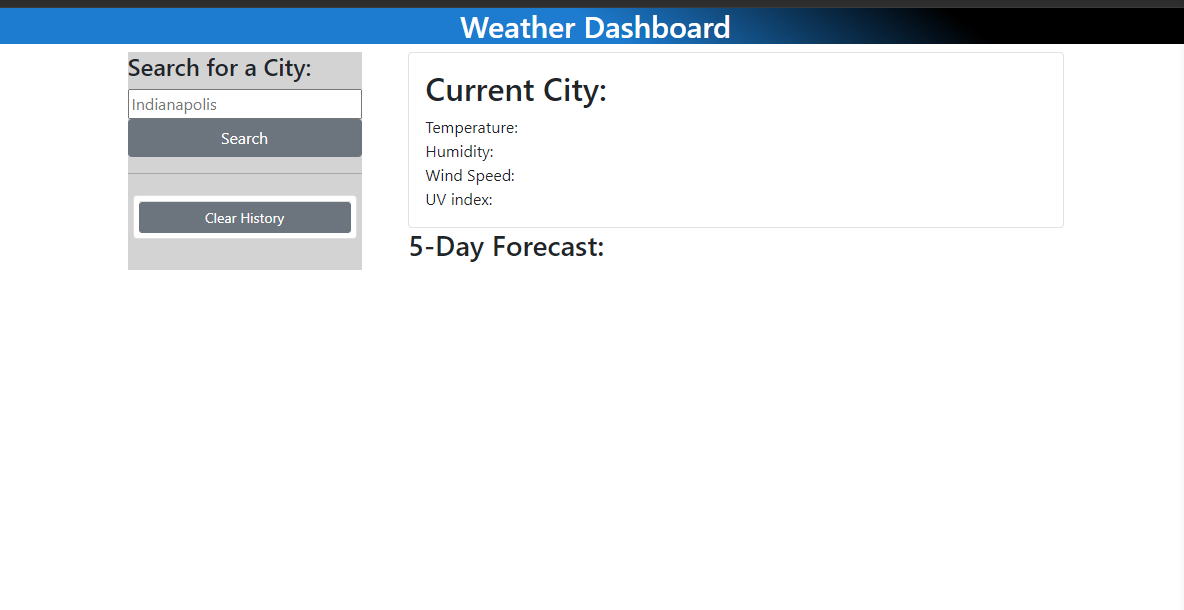 Weather Dashboard
Search for a City:
Indianapolis
Search
Clear History
Current City:
Temperature:
Humidity:
Wind Speed:
UV index:
5-Day Forecast: